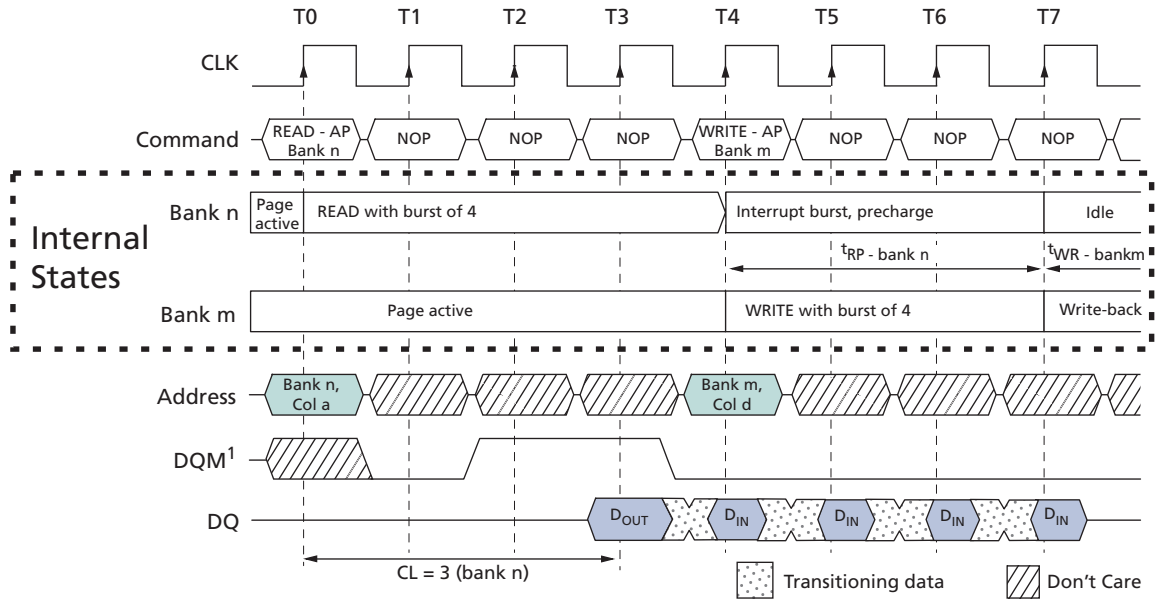 T0 T1 T2 T3 T4 T5 T6 T7
CLK
Command
READ - AP
Bank n
NOP
NOP
NOP
WRITE - AP
Bank m
NOP
NOP
NOP
Internal
States
Bank n
Page
active
READ with burst of 4
Interrupt burst, precharge
Idle
tRP - bank n
tWR - bankm
Bank m
Page active
WRITE with burst of 4
Write-back
Address
Bank n,
Col a
Bank m,
Col d
DQM1
DQ
DOUT
DIN
DIN
DIN
DIN
CL = 3 (bank n)
Transitioning data
Don't Care